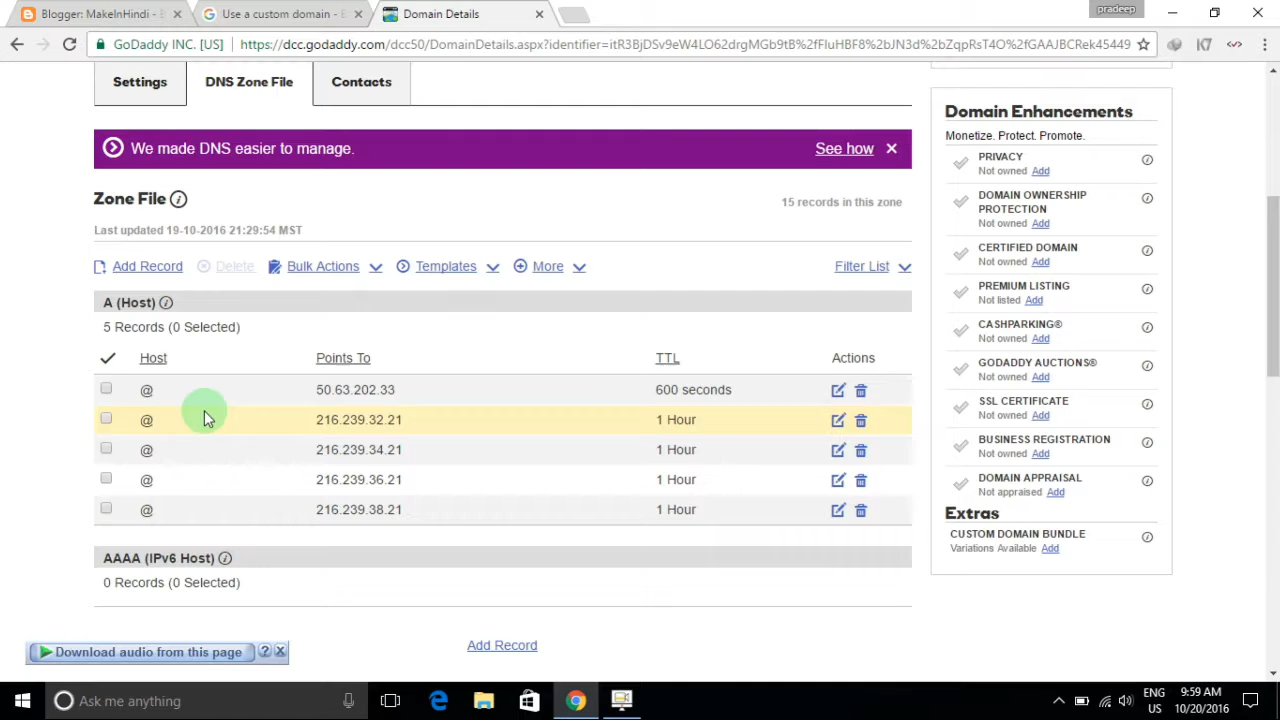 Blogger: MakeInHindi -
Use a custom domain -
Domain Details
pradeep
GoDaddy INC. [US]
https://dcc.godaddy.com/dcc50/DomainDetails.aspx?identifier=itR3BjDSv9eW4LO62drgMGb9tB%2fFluHBF8%2bJN3d%2bZqpRsT4O%2fGAAJBCRek45449
Settings
DNS Zone File
Contacts
We made DNS easier to manage.
See how
Zone File
15 records in this zone
Last updated 19-10-2016 21:29:54 MST
Add Record
Delete
Bulk Actions
Templates
More
Filter List
A (Host)
5 Records (0 Selected)
Host Points To TTL Actions
@ 50.63.202.33 600 seconds
@ 216.239.32.21 1 Hour
@ 216.239.34.21 1 Hour
@ 216.239.36.21 1 Hour
@ 216.239.38.21 1 Hour
AAAA (IPv6 Host)
0 Records (0 Selected)
Add Record
Domain Enhancements
Monetize. Protect. Promote.
PRIVACY
Not owned Add
DOMAIN OWNERSHIP
PROTECTION
Not owned Add
CERTIFIED DOMAIN
Not owned Add
PREMIUM LISTING
Not listed Add
CASHPARKING®
Not owned Add
GODADDY AUCTIONS®
Not owned Add
SSL CERTIFICATE
Not owned Add
BUSINESS REGISTRATION
Not owned Add
DOMAIN APPRAISAL
Not appraised Add
Extras
CUSTOM DOMAIN BUNDLE
Variations Available Add
Download audio from this page
Ask me anything
ENG
US
9:59 AM
10/20/2016